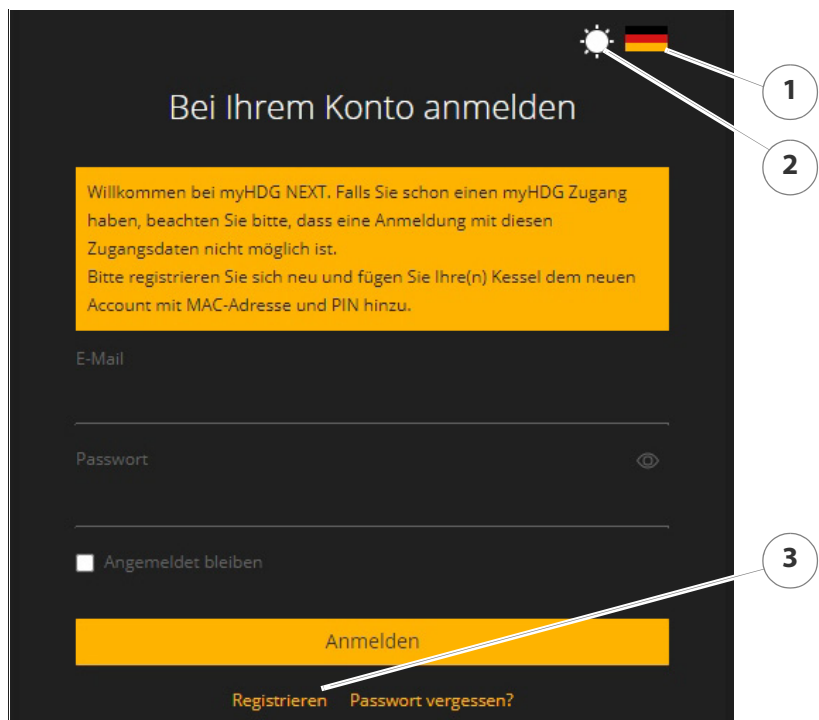 1
2
Bei Ihrem Konto anmelden
Willkommen bei myHDG NEXT. Falls Sie schon einen myHDG Zugang
haben, beachten Sie bitte, dass eine Anmeldung mit diesen
Zugangsdaten nicht möglich ist.
Bitte registrieren Sie sich neu und fügen Sie Ihre(n) Kessel dem neuen
Account mit MAC-Adresse und PIN hinzu.
E-Mail
Passwort
Angemeldet bleiben
3
Anmelden
Registrieren Passwort vergessen?